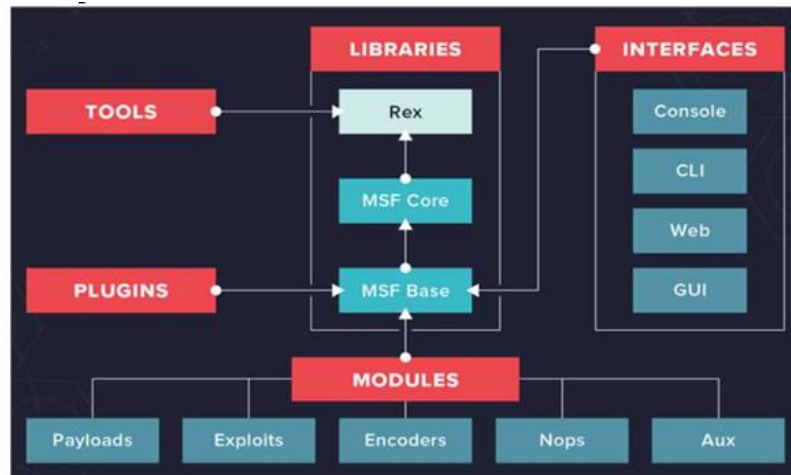 LIBRARIES
INTERFACES
TOOLS
Rex
Console
CLI
MSF Core
Web
PLUGINS
MSF Base
GUI
MODULES
Payloads
Exploits
Encoders
Nops
Aux